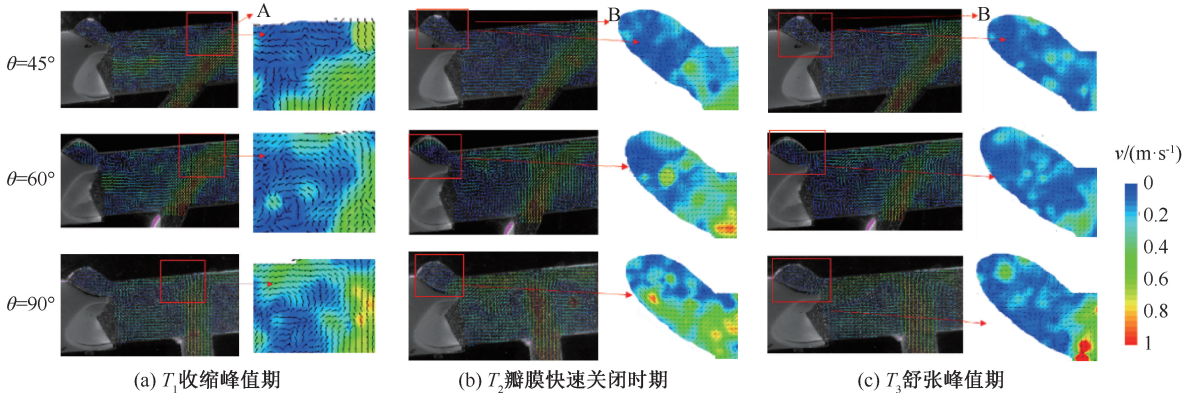 A
B
B
θ=45°
θ=60°
θ=90°
v/(m·s⁻¹)
0
0.2
0.4
0.6
0.8
1
(a) T₁收缩峰值期
(b) T₂瓣膜快速关闭时期
(c) T₃舒张峰值期